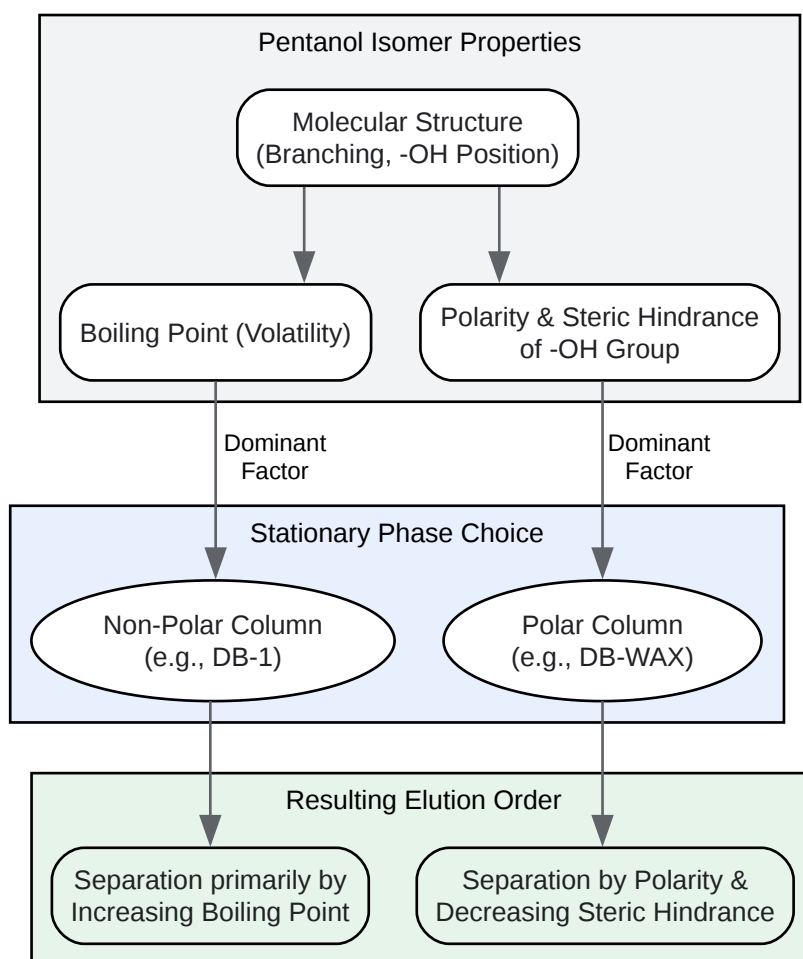 Pentanol Isomer Properties
Molecular Structure
(Branching, -OH Position)
Boiling Point (Volatility)
Polarity & Steric Hindrance
of -OH Group
Dominant
Factor
Dominant
Factor
Stationary Phase Choice
Non-Polar Column
(e.g., DB-1)
Polar Column
(e.g., DB-WAX)
Resulting Elution Order
Separation primarily by
Increasing Boiling Point
Separation by Polarity &
Decreasing Steric Hindrance